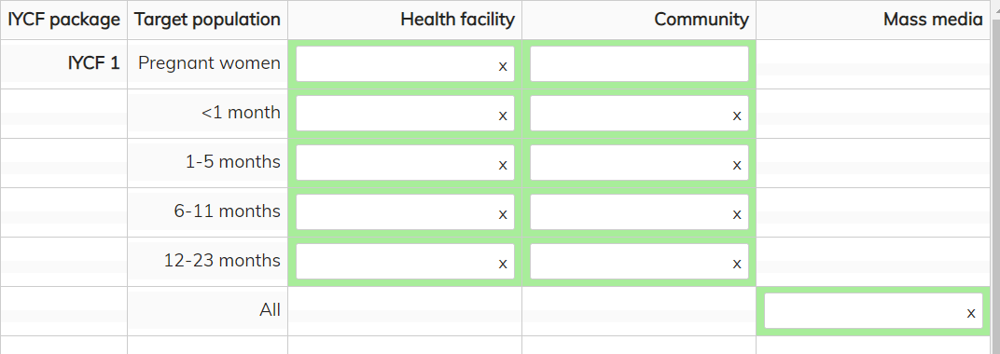 IYCF package Target population Health facility Community Mass media
IYCF 1 Pregnant women x
<1 month x x
1-5 months x x
6-11 months x x
12-23 months x x
All x